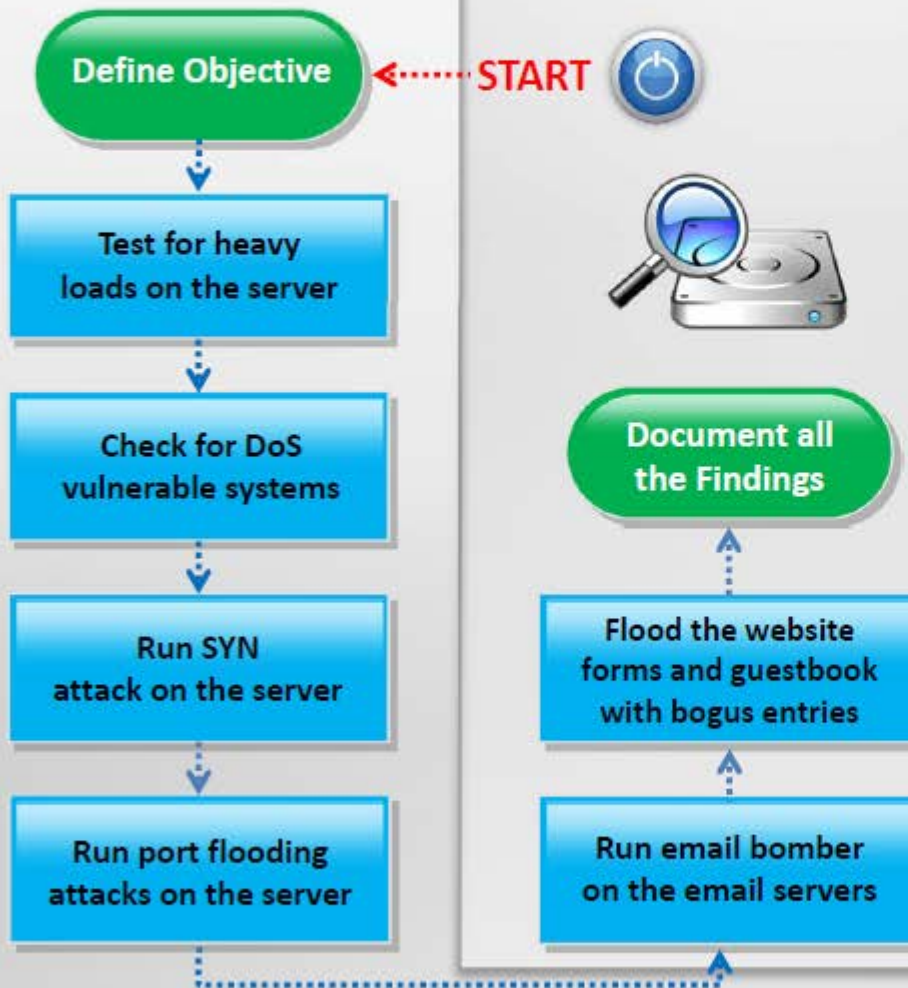 START
Define Objective
Test for heavy
loads on the server
Check for DoS
vulnerable systems
Run SYN
attack on the server
Run port flooding
attacks on the server
Run email bomber
on the email servers
Flood the website
forms and guestbook
with bogus entries
Document all
the Findings